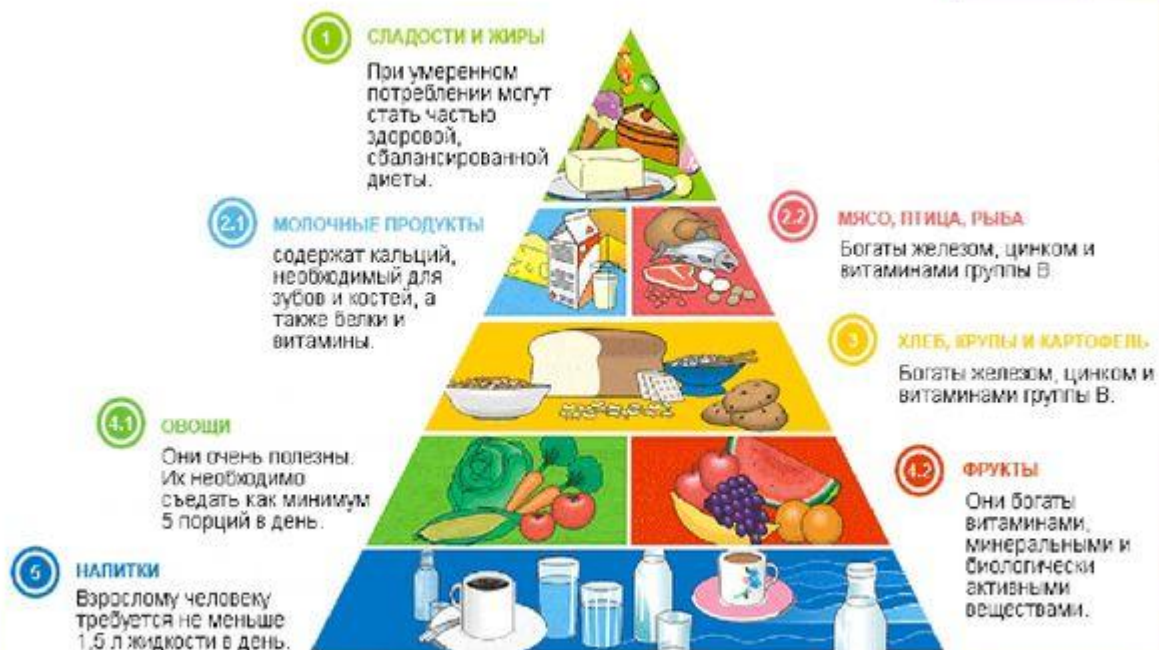 1
СЛАДОСТИ И ЖИРЫ
При умеренном
потреблении могут
стать частью
здоровой,
сбалансированной
диеты.
2.1
МОЛОЧНЫЕ ПРОДУКТЫ
содержат кальций,
необходимый для
зубов и костей, а
также белки и
витамины.
2.2
МЯСО, ПТИЦА, РЫБА
Богаты железом, цинком и
витаминами группы В
3
ХЛЕБ, КРУПЫ И КАРТОФЕЛЬ
Богаты железом, цинком и
витаминами группы В.
4.1
ОВОЩИ
Они очень полезны.
Их необходимо
съедать как минимум
5 порций в день.
4.2
ФРУКТЫ
Они богаты
витаминами,
минеральными и
биологически
активными
веществами.
5
НАПИТКИ
Взрослому человеку
требуется не меньше
1,5 л жидкости в день.